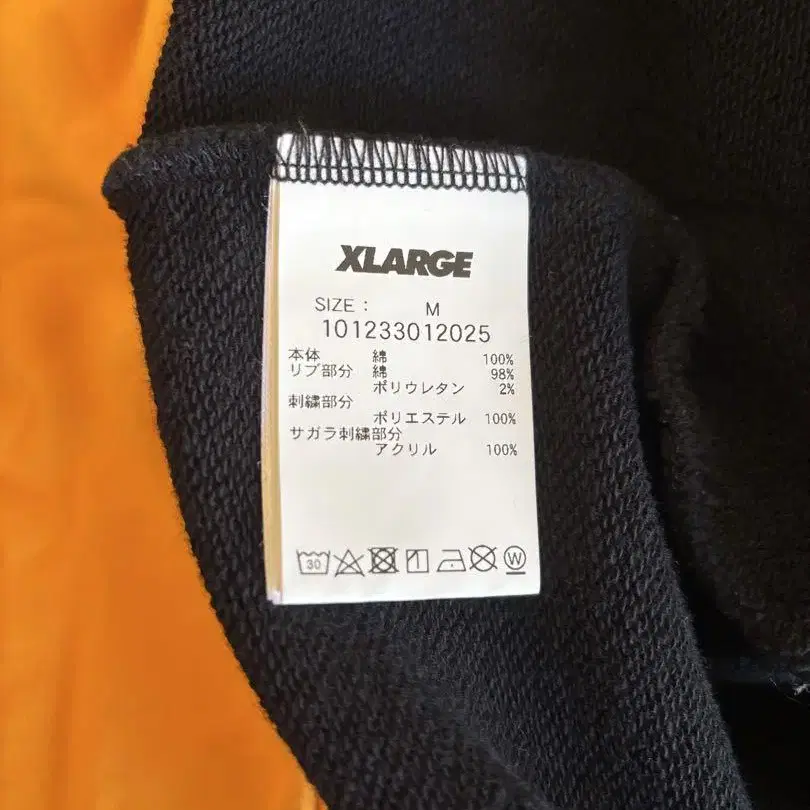 XLARGE
SIZE : M
101233012025
本体 綿 100%
リブ部分 綿 98%
ポリウレタン 2%
刺繍部分
ポリエステル 100%
サガラ刺繍部分
アクリル 100%
30 W